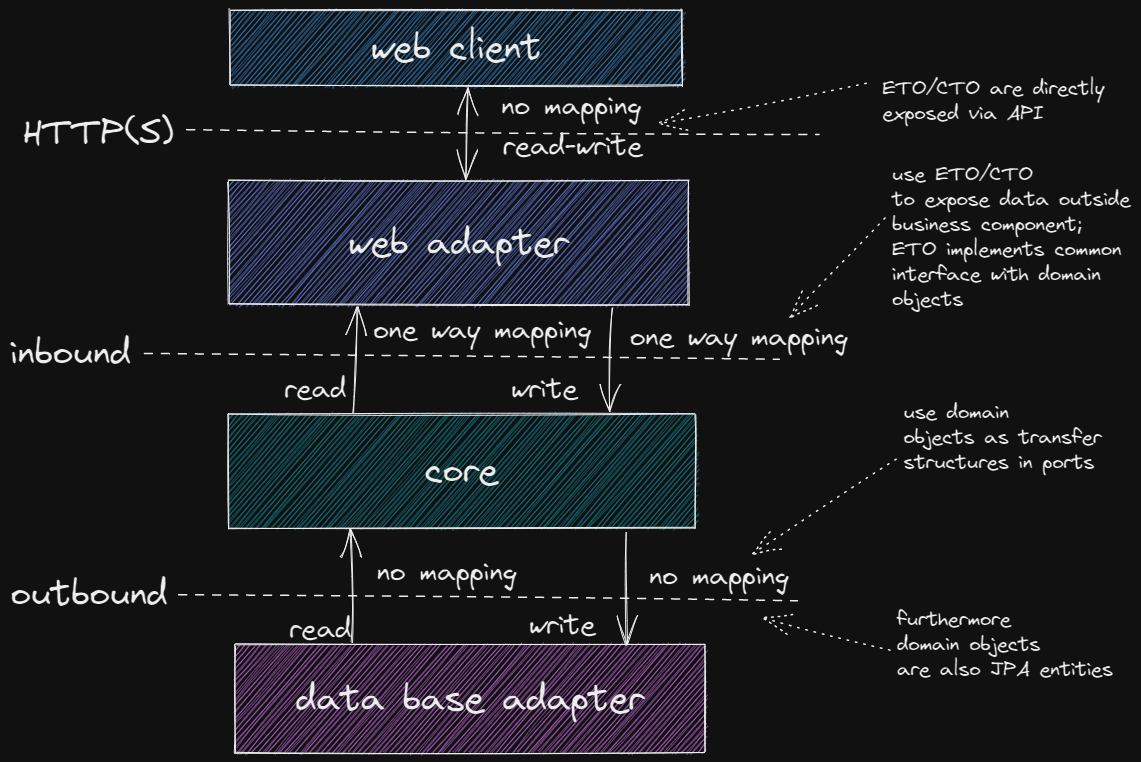 web client
no mapping
ETO/CTO are directly
exposed via API
HTTP(S)
read-write
use ETO/CTO
to expose data outside
business component;
ETO implements common
interface with domain
objects
web adapter
one way mapping
one way mapping
inbound
read
write
use domain
objects as transfer
structures in ports
core
no mapping
no mapping
outbound
read
write
furthermore
domain objects
are also JPA entities
data base adapter